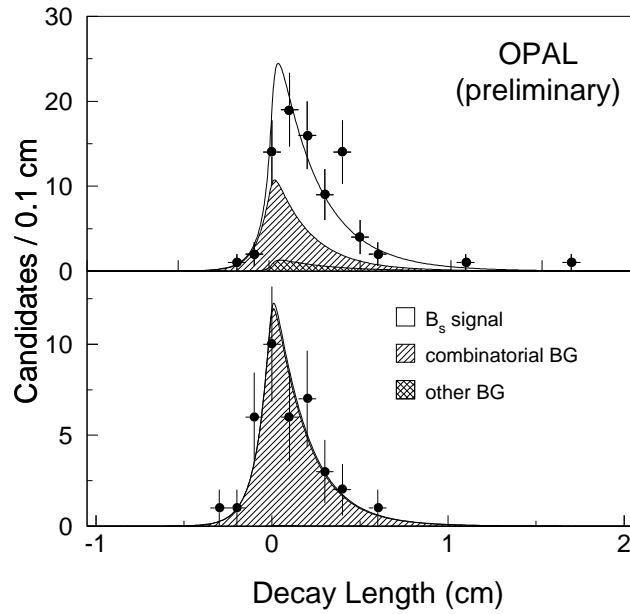 30
OPAL
(preliminary)
20
10
0
Candidates / 0.1 cm
B_s signal
combinatorial BG
other BG
10
5
0
-1 0 1 2
Decay Length (cm)